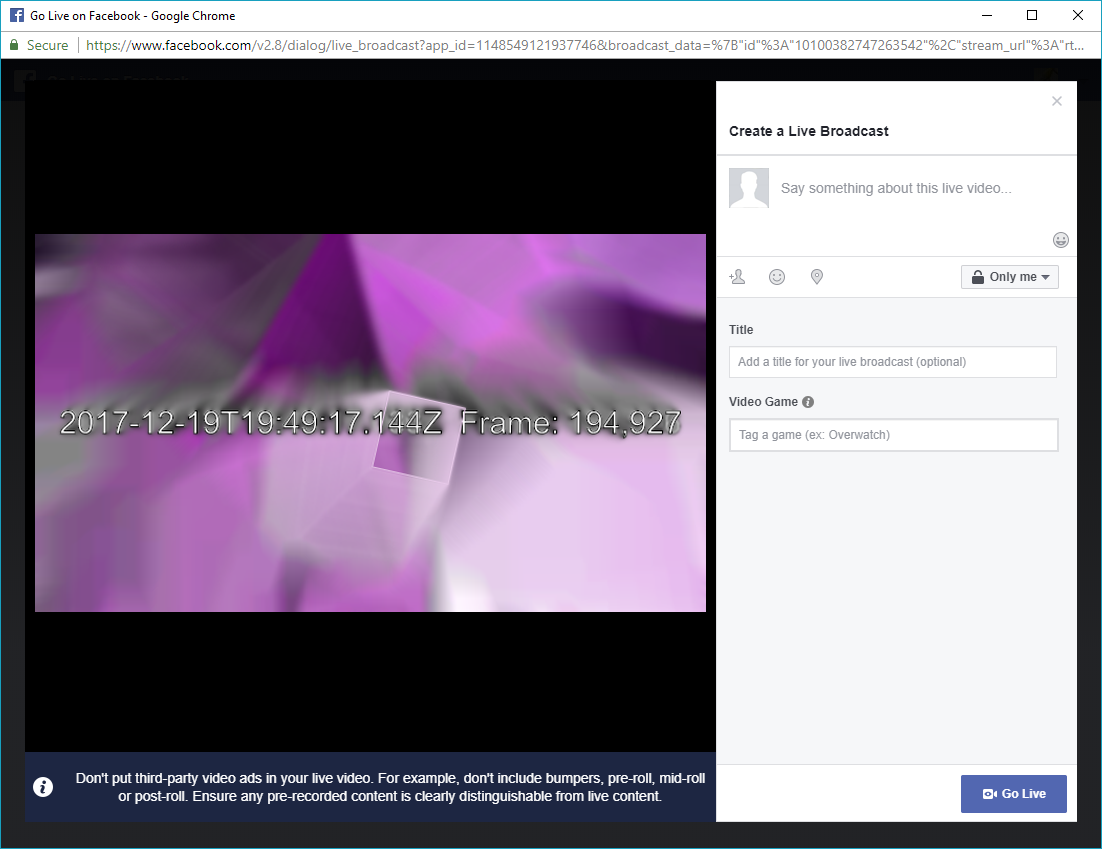 Go Live on Facebook - Google Chrome
Secure
https://www.facebook.com/v2.8/dialog/live_broadcast?app_id=1148549121937746&broadcast_data=%7B"id"%3A"10100382747263542"%2C"stream_url"%3A"rt...
Go Live on Facebook
Create a Live Broadcast
Say something about this live video...
Only me
Title
Add a title for your live broadcast (optional)
Video Game
Tag a game (ex: Overwatch)
2017-12-19T19:49:17.144Z Frame: 194,927
Don't put third-party video ads in your live video. For example, don't include bumpers, pre-roll, mid-roll
or post-roll. Ensure any pre-recorded content is clearly distinguishable from live content.
Go Live